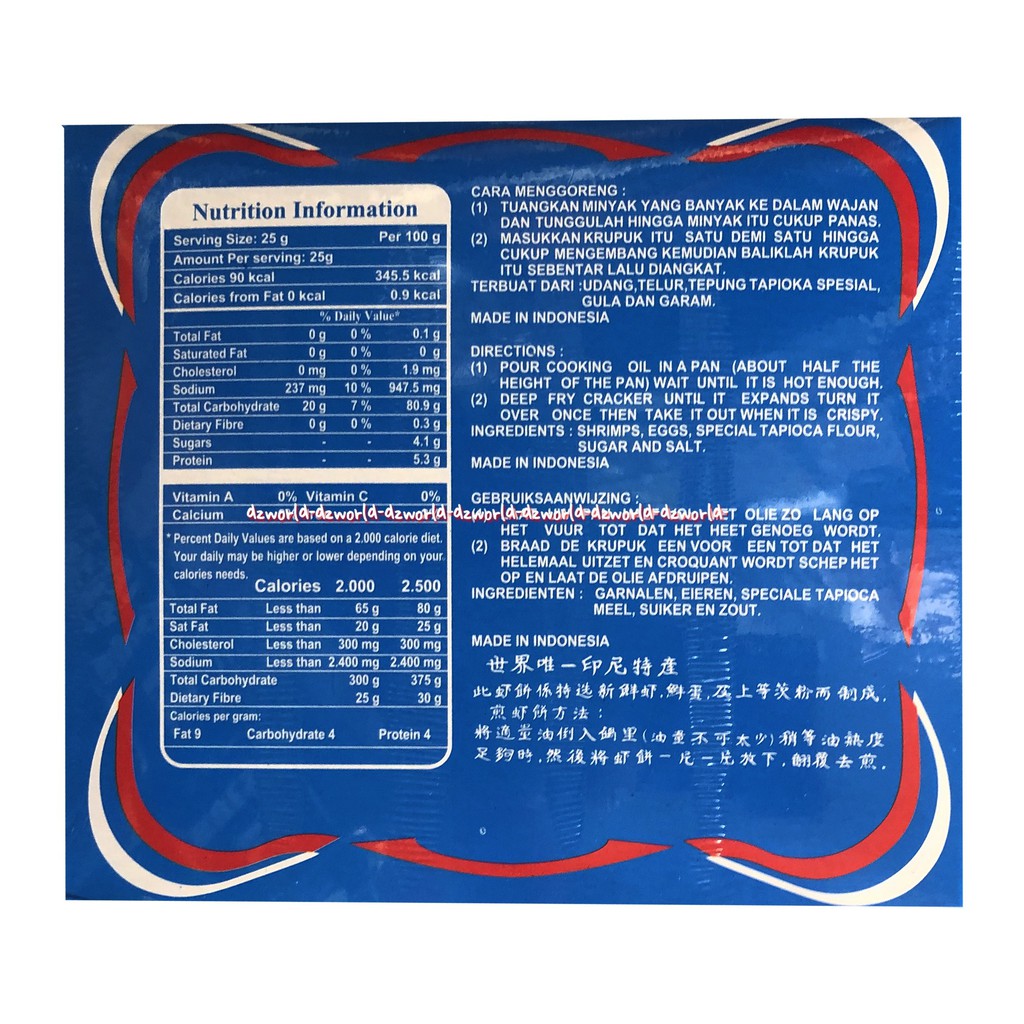 Nutrition Information
Serving Size: 25 g Per 100 g
Amount Per serving: 25g
Calories 90 kcal 345.5 kcal
Calories from Fat 0 kcal 0.9 kcal
% Daily Value*
Total Fat 0 g 0 % 0.1 g
Saturated Fat 0 g 0 % 0 g
Cholesterol 0 mg 0 % 1.9 mg
Sodium 237 mg 10 % 947.5 mg
Total Carbohydrate 20 g 7 % 80.9 g
Dietary Fibre 0 g 0 % 0.3 g
Sugars - - 4.1 g
Protein - - 5.3 g
Vitamin A 0% Vitamin C 0%
Calcium
* Percent Daily Values are based on a 2.000 calorie diet.
Your daily may be higher or lower depending on your
calories needs.
Calories 2.000 2.500
Total Fat Less than 65 g 80 g
Sat Fat Less than 20 g 25 g
Cholesterol Less than 300 mg 300 mg
Sodium Less than 2.400 mg 2.400 mg
Total Carbohydrate 300 g 375 g
Dietary Fibre 25 g 30 g
Calories per gram:
Fat 9 Carbohydrate 4 Protein 4
CARA MENGGORENG :
(1) TUANGKAN MINYAK YANG BANYAK KE DALAM WAJAN
DAN TUNGGULAH HINGGA MINYAK ITU CUKUP PANAS.
(2) MASUKKAN KRUPUK ITU SATU DEMI SATU HINGGA
CUKUP MENGEMBANG KEMUDIAN BALIKLAH KRUPUK
ITU SEBENTAR LALU DIANGKAT.
TERBUAT DARI :UDANG,TELUR,TEPUNG TAPIOKA SPESIAL,
GULA DAN GARAM.
MADE IN INDONESIA
DIRECTIONS :
(1) POUR COOKING OIL IN A PAN (ABOUT HALF THE
HEIGHT OF THE PAN) WAIT UNTIL IT IS HOT ENOUGH.
(2) DEEP FRY CRACKER UNTIL IT EXPANDS TURN IT
OVER ONCE THEN TAKE IT OUT WHEN IT IS CRISPY.
INGREDIENTS : SHRIMPS, EGGS, SPECIAL TAPIOCA FLOUR,
SUGAR AND SALT.
MADE IN INDONESIA
GEBRUIKSAANWIJZING :
OLIE ZO LANG OP
HET VUUR TOT DAT HET HEET GENOEG WORDT.
(2) BRAAD DE KRUPUK EEN VOOR EEN TOT DAT HET
HELEMAAL UITZET EN CROQUANT WORDT SCHEP HET
OP EN LAAT DE OLIE AFDRUIPEN.
INGREDIENTEN : GARNALEN, EIEREN, SPECIALE TAPIOCA
MEEL, SUIKER EN ZOUT.
MADE IN INDONESIA
世界唯一印尼特產
此蝦餅係特选新鮮蝦,鮮蛋,及上等茨粉而制成.
煎蝦餅方法:
將適量油倒入鍋里(油量不可太少)稍等油熱度
足夠時,然後將蝦餅一片一片放下,翻覆去煎.
dzworld-dzworld-dzworld-dzworld-dzworld-dzworld-dzworld-